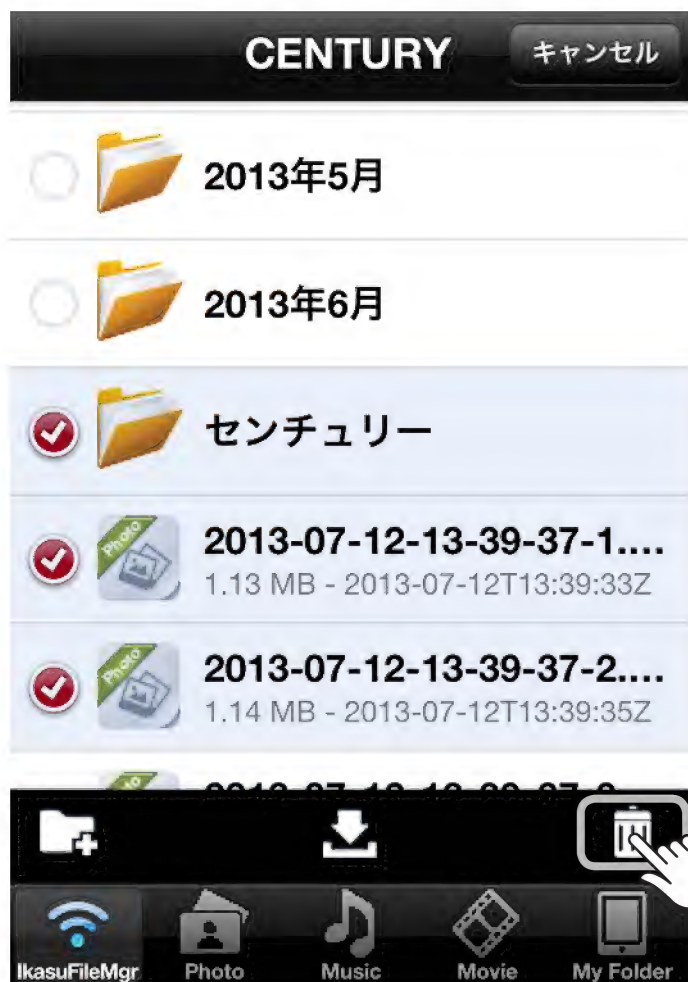 CENTURY
キャンセル
2013年5月
2013年6月
センチュリー
Photo
2013-07-12-13-39-37-1....
1.13 MB - 2013-07-12T13:39:33Z
Photo
2013-07-12-13-39-37-2....
1.14 MB - 2013-07-12T13:39:35Z
IkasuFileMgr
Photo
Music
Movie
My Folder